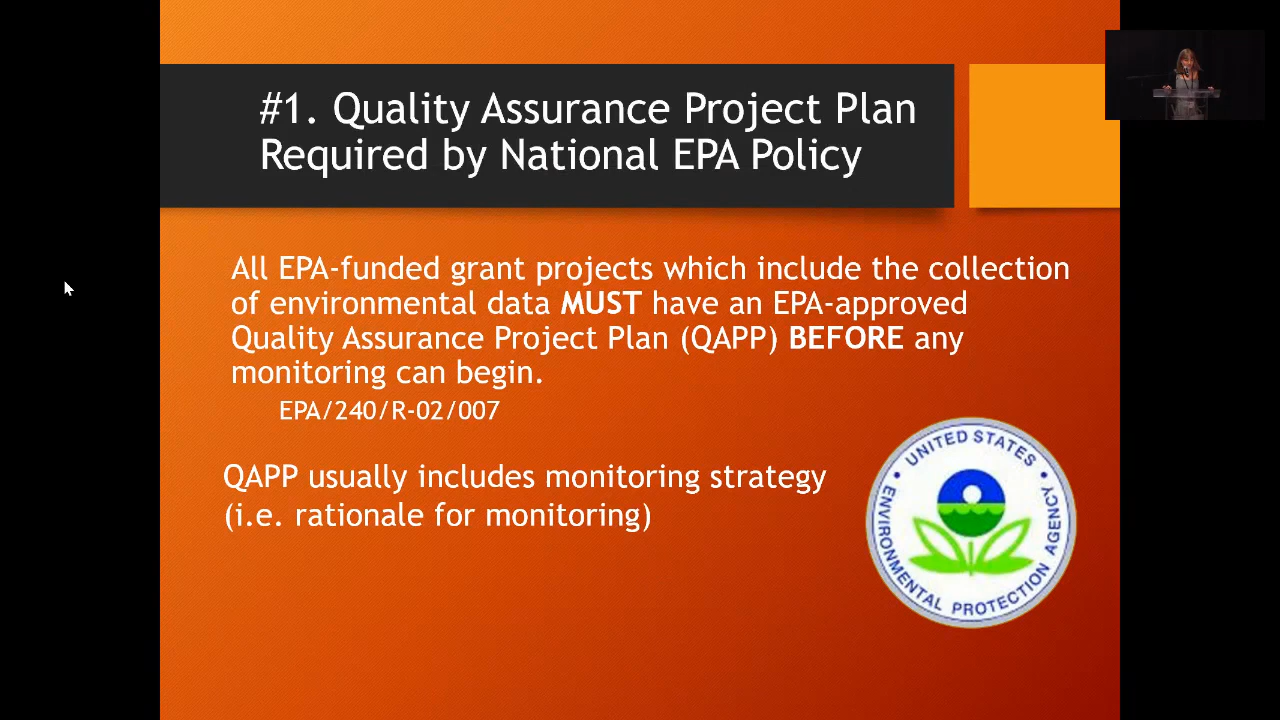 #1. Quality Assurance Project Plan
Required by National EPA Policy
All EPA-funded grant projects which include the collection
of environmental data MUST have an EPA-approved
Quality Assurance Project Plan (QAPP) BEFORE any
monitoring can begin.
EPA/240/R-02/007
QAPP usually includes monitoring strategy
(i.e. rationale for monitoring)
UNITED STATES
ENVIRONMENTAL PROTECTION AGENCY